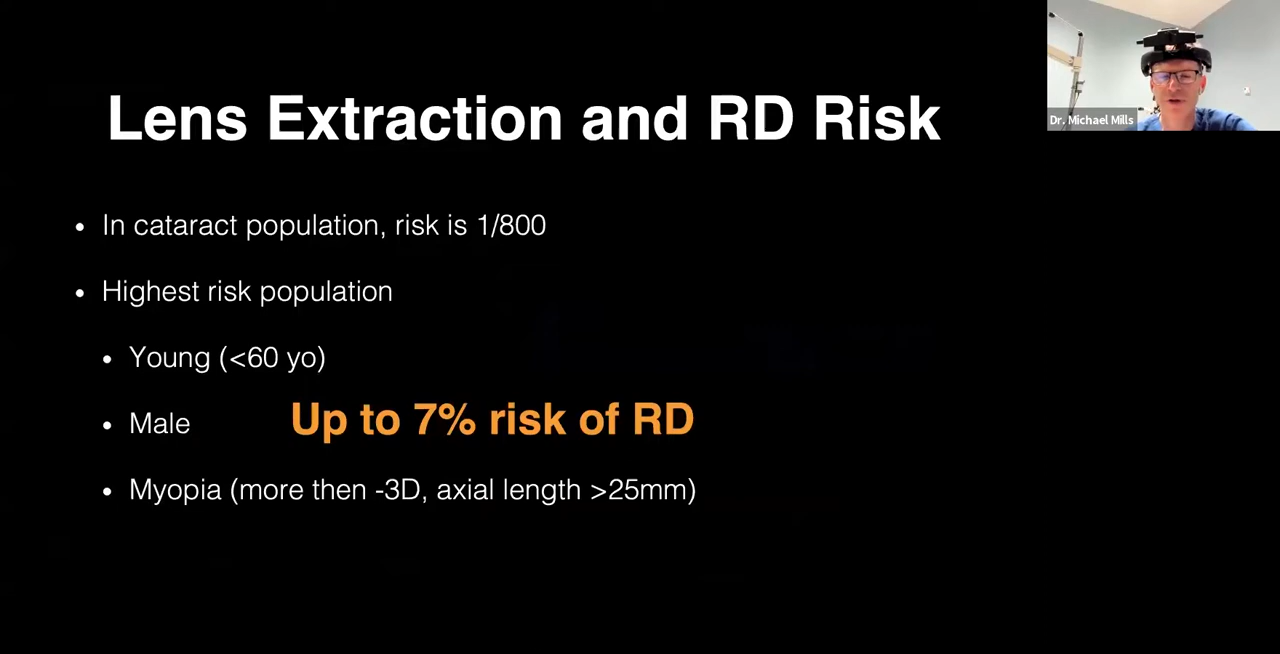 Lens Extraction and RD Risk
Dr. Michael Mills
• In cataract population, risk is 1/800
• Highest risk population
• Young (<60 yo)
• Male
Up to 7% risk of RD
• Myopia (more then -3D, axial length >25mm)